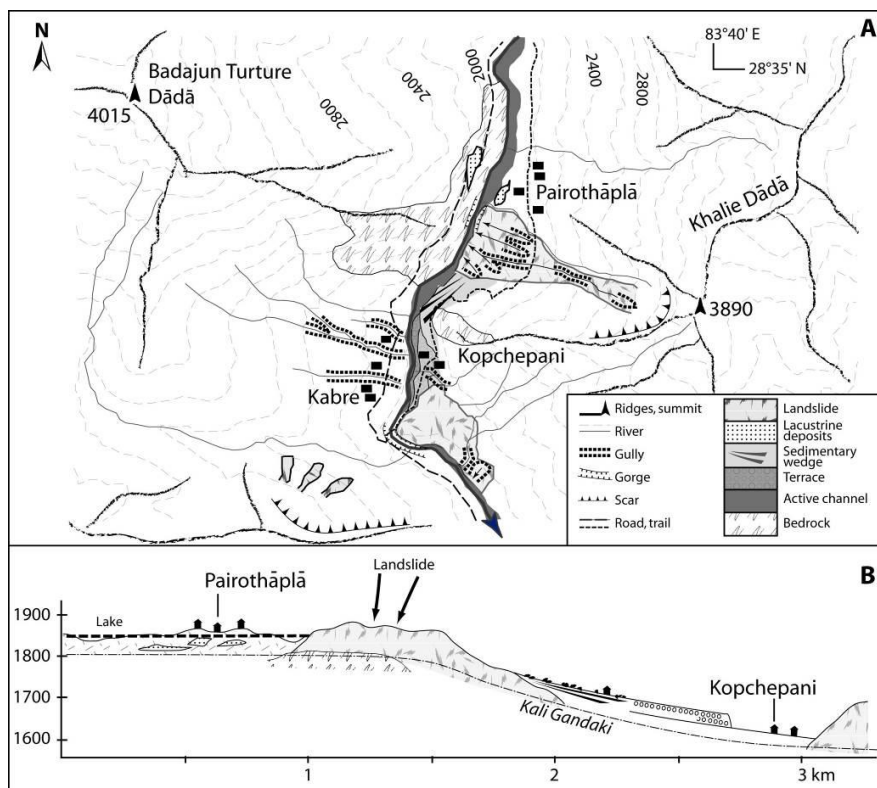 N
A
83°40' E
28°35' N
Badajun Turture
Dādā
4015
2800
2400
2000
2400
2800
Pairothāplā
Khalie Dādā
3890
Kopchepani
Kabre
Ridges, summit
River
Gully
Gorge
Scar
Road, trail
Landslide
Lacustrine
deposits
Sedimentary
wedge
Terrace
Active channel
Bedrock
B
Pairothāplā
Landslide
Lake
1900
1800
1700
1600
Kopchepani
Kali Gandaki
1
2
3 km